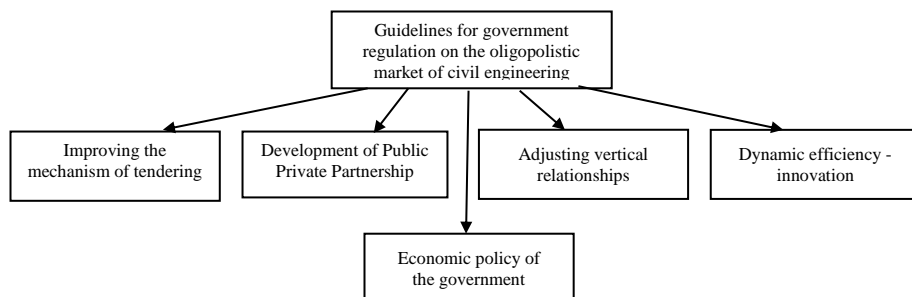 Guidelines for government
regulation on the oligopolistic
market of civil engineering
Improving the
mechanism of tendering
Development of Public
Private Partnership
Adjusting vertical
relationships
Dynamic efficiency -
innovation
Economic policy of
the government